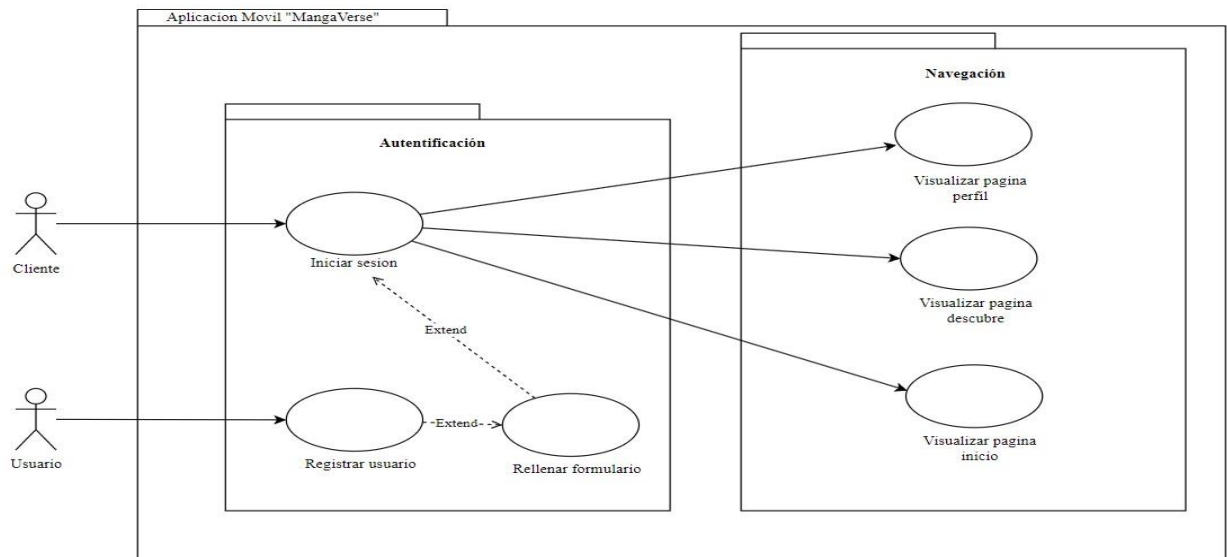 Aplicacion Movil "MangaVerse"
Navegación
Autentificación
Visualizar pagina
perfil
Cliente
Iniciar sesion
Visualizar pagina
descubre
Extend
Usuario
Registrar usuario
Extend
Rellenar formulario
Visualizar pagina
inicio